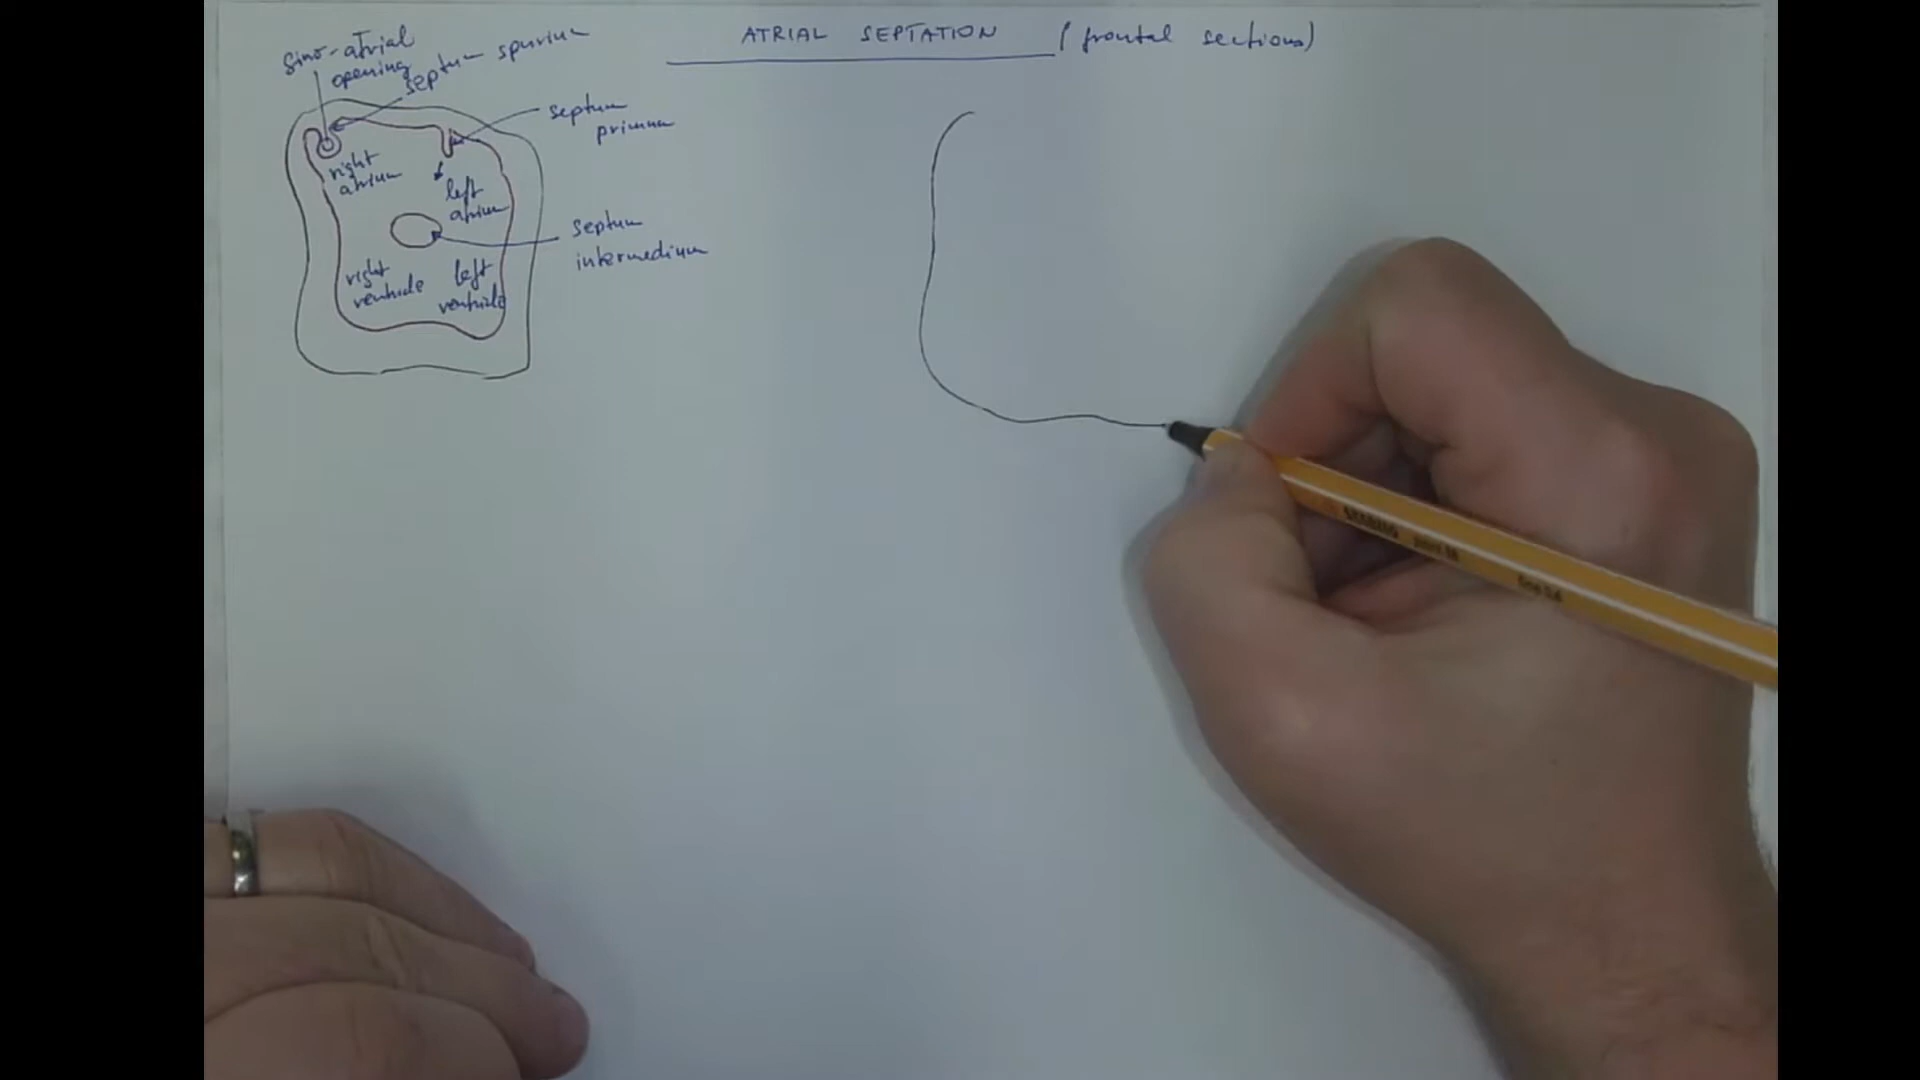 ATRIAL SEPTATION (frontal sections)
sino-atrial
opening
septum spurium
septum
primum
right
atrium
left
atrium
septum
intermedium
right
ventricle
left
ventricle